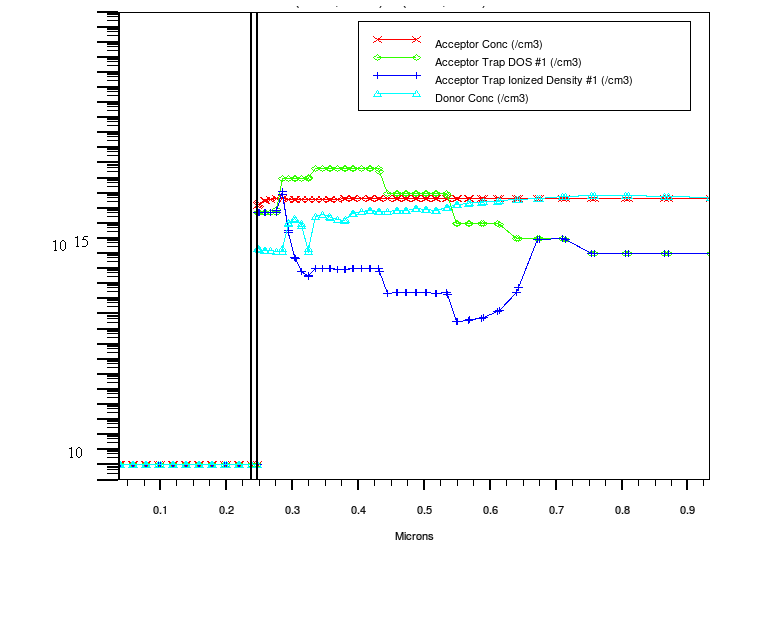 Acceptor Conc (/cm3)
Acceptor Trap DOS #1 (/cm3)
Acceptor Trap Ionized Density #1 (/cm3)
Donor Conc (/cm3)
10 15
10
0.1 0.2 0.3 0.4 0.5 0.6 0.7 0.8 0.9
Microns